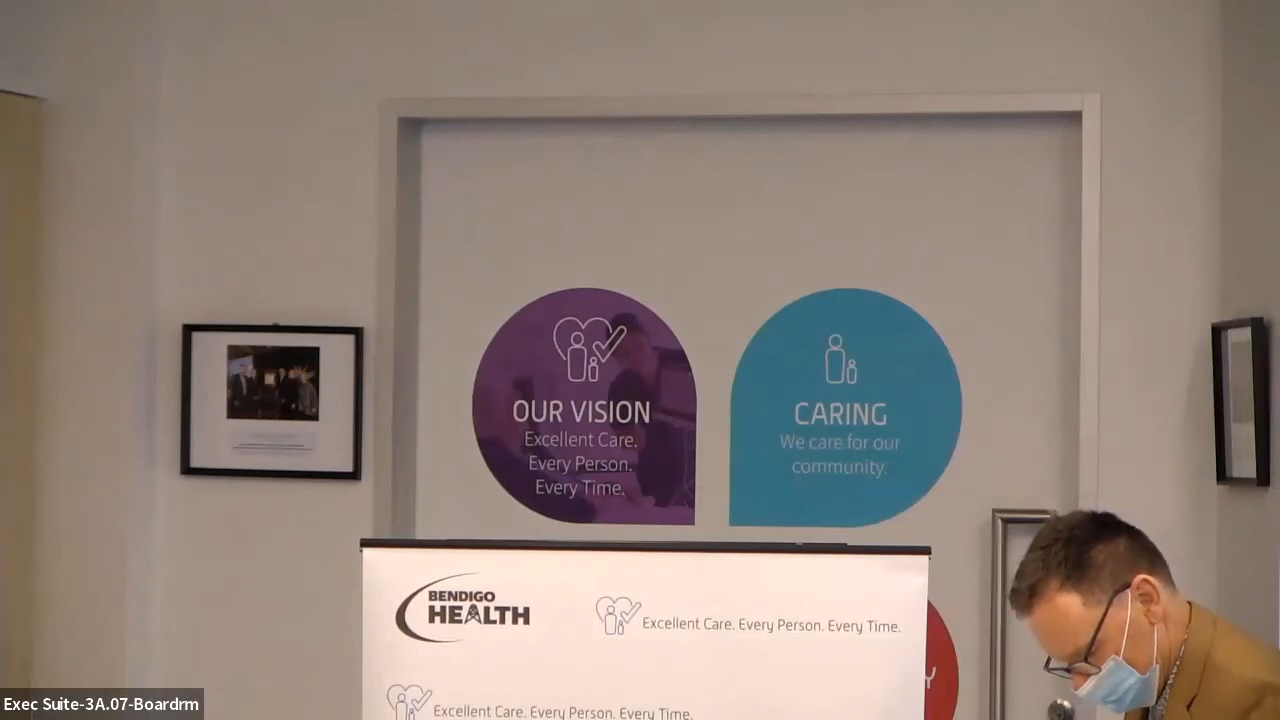 OUR VISION
Excellent Care.
Every Person.
Every Time.
CARING
We care for our
community.
BENDIGO
HEALTH
Excellent Care. Every Person. Every Time.
Excellent Care. Every Person. Every Time.
Exec Suite-3A.07-Boardrm